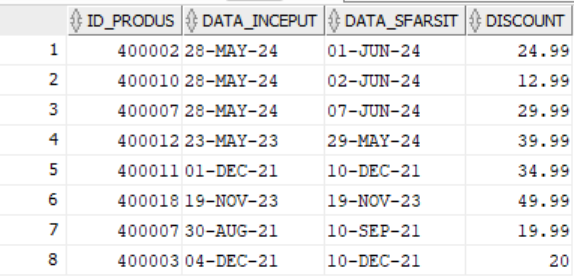 ID_PRODUS DATA_INCEPUT DATA_SFARSIT DISCOUNT
1 400002 28-MAY-24 01-JUN-24 24.99
2 400010 28-MAY-24 02-JUN-24 12.99
3 400007 28-MAY-24 07-JUN-24 29.99
4 400012 23-MAY-23 29-MAY-24 39.99
5 400011 01-DEC-21 10-DEC-21 34.99
6 400018 19-NOV-23 19-NOV-23 49.99
7 400007 30-AUG-21 10-SEP-21 19.99
8 400003 04-DEC-21 10-DEC-21 20